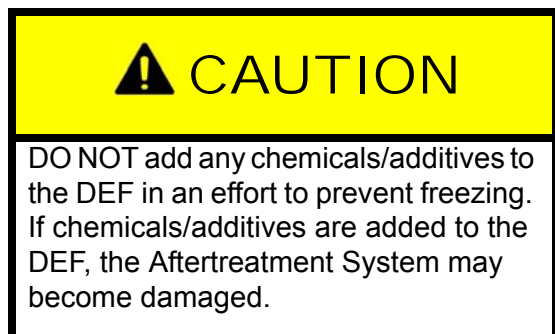 CAUTION
DO NOT add any chemicals/additives to
the DEF in an effort to prevent freezing.
If chemicals/additives are added to the
DEF, the Aftertreatment System may
become damaged.